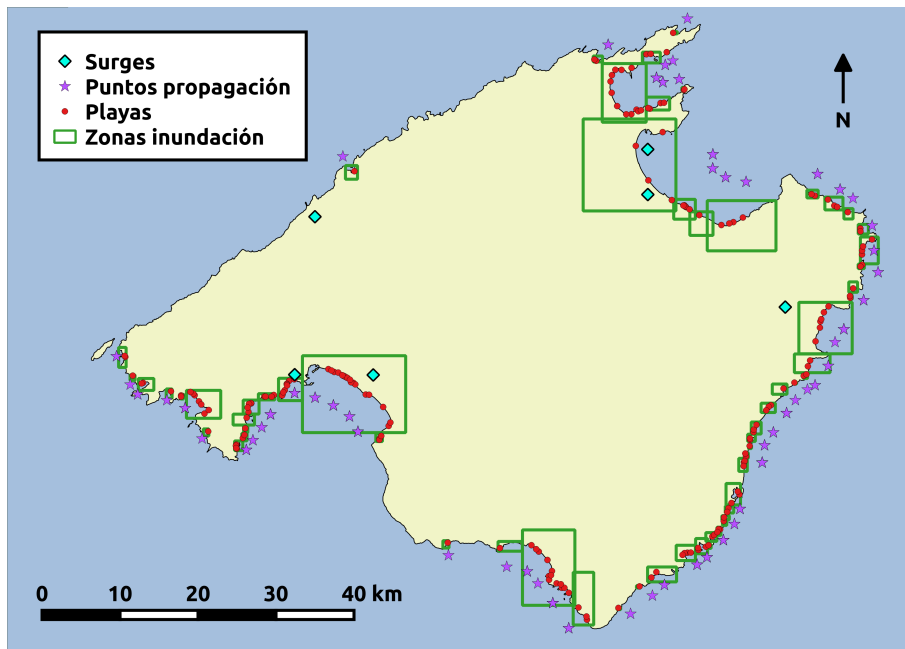 Surges
Puntos propagación
Playas
Zonas inundación
N
0 10 20 30 40 km